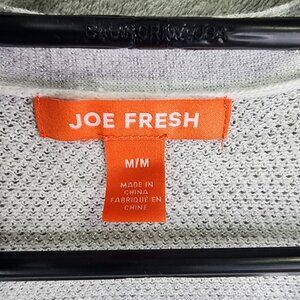 JOE FRESH
M/M
MADE IN
CHINA
FABRIQUÉ EN
CHINE